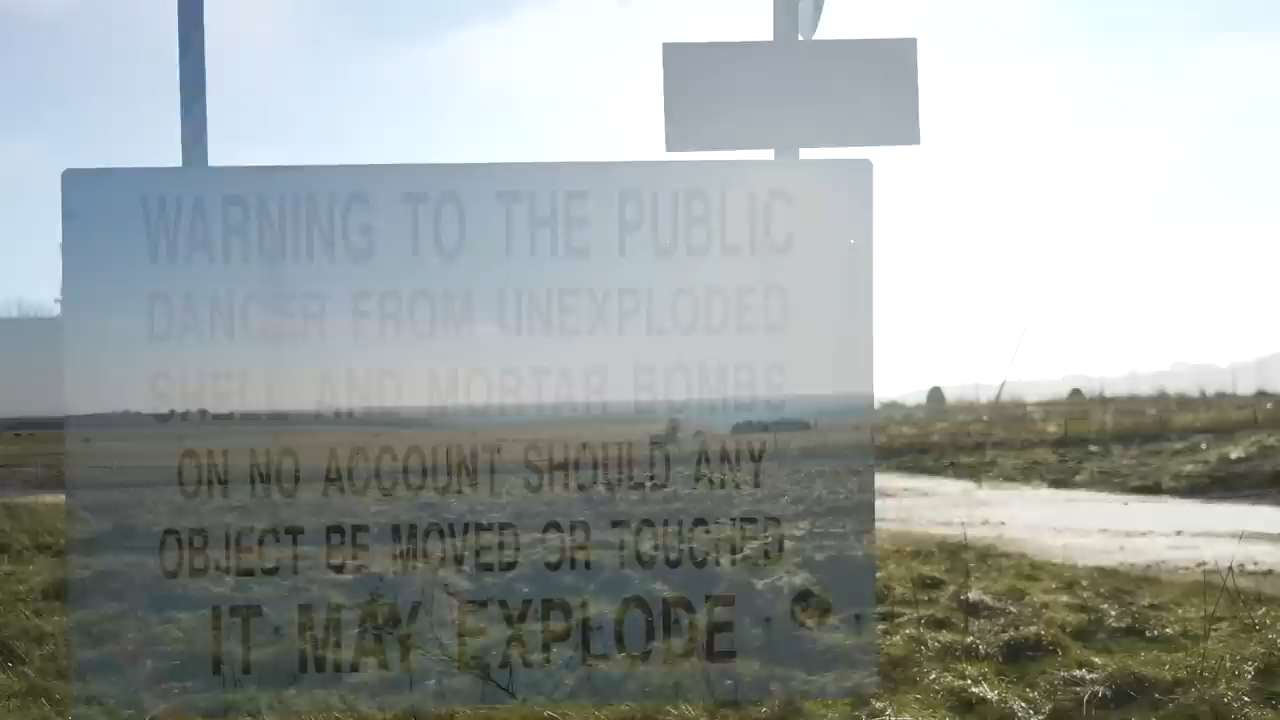 WARNING TO THE PUBLIC
DANGER FROM UNEXPLODED
SHELL AND MORTAR BOMBS
ON NO ACCOUNT SHOULD ANY
OBJECT BE MOVED OR TOUCHED
IT MAY EXPLODE